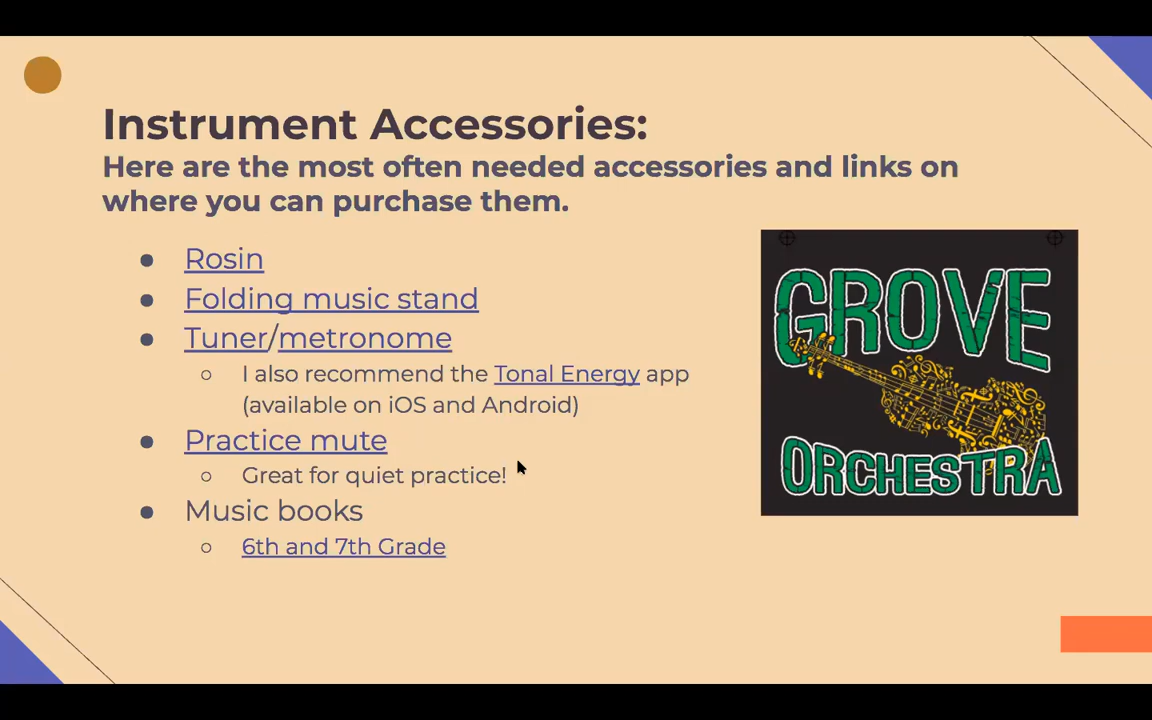 Instrument Accessories:
Here are the most often needed accessories and links on
where you can purchase them.
Rosin
Folding music stand
Tuner/metronome
I also recommend the Tonal Energy app
(available on iOS and Android)
Practice mute
Great for quiet practice!
Music books
6th and 7th Grade
GROVE
ORCHESTRA